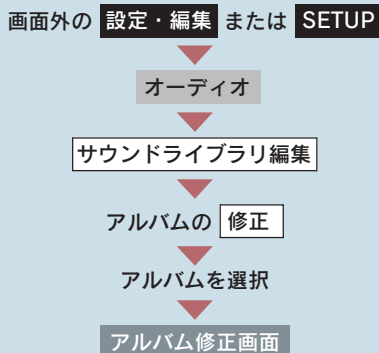 画面外の 設定・編集 または SETUP
オーディオ
サウンドライブラリ編集
アルバムの 修正
アルバムを選択
アルバム修正画面